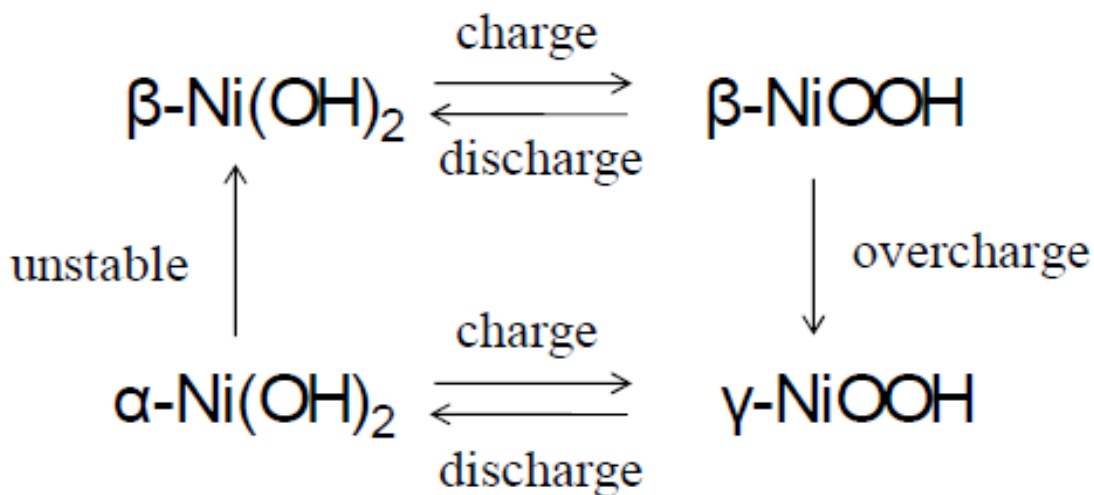 charge
β-Ni(OH)₂ β-NiOOH
discharge
unstable overcharge
charge
α-Ni(OH)₂ γ-NiOOH
discharge